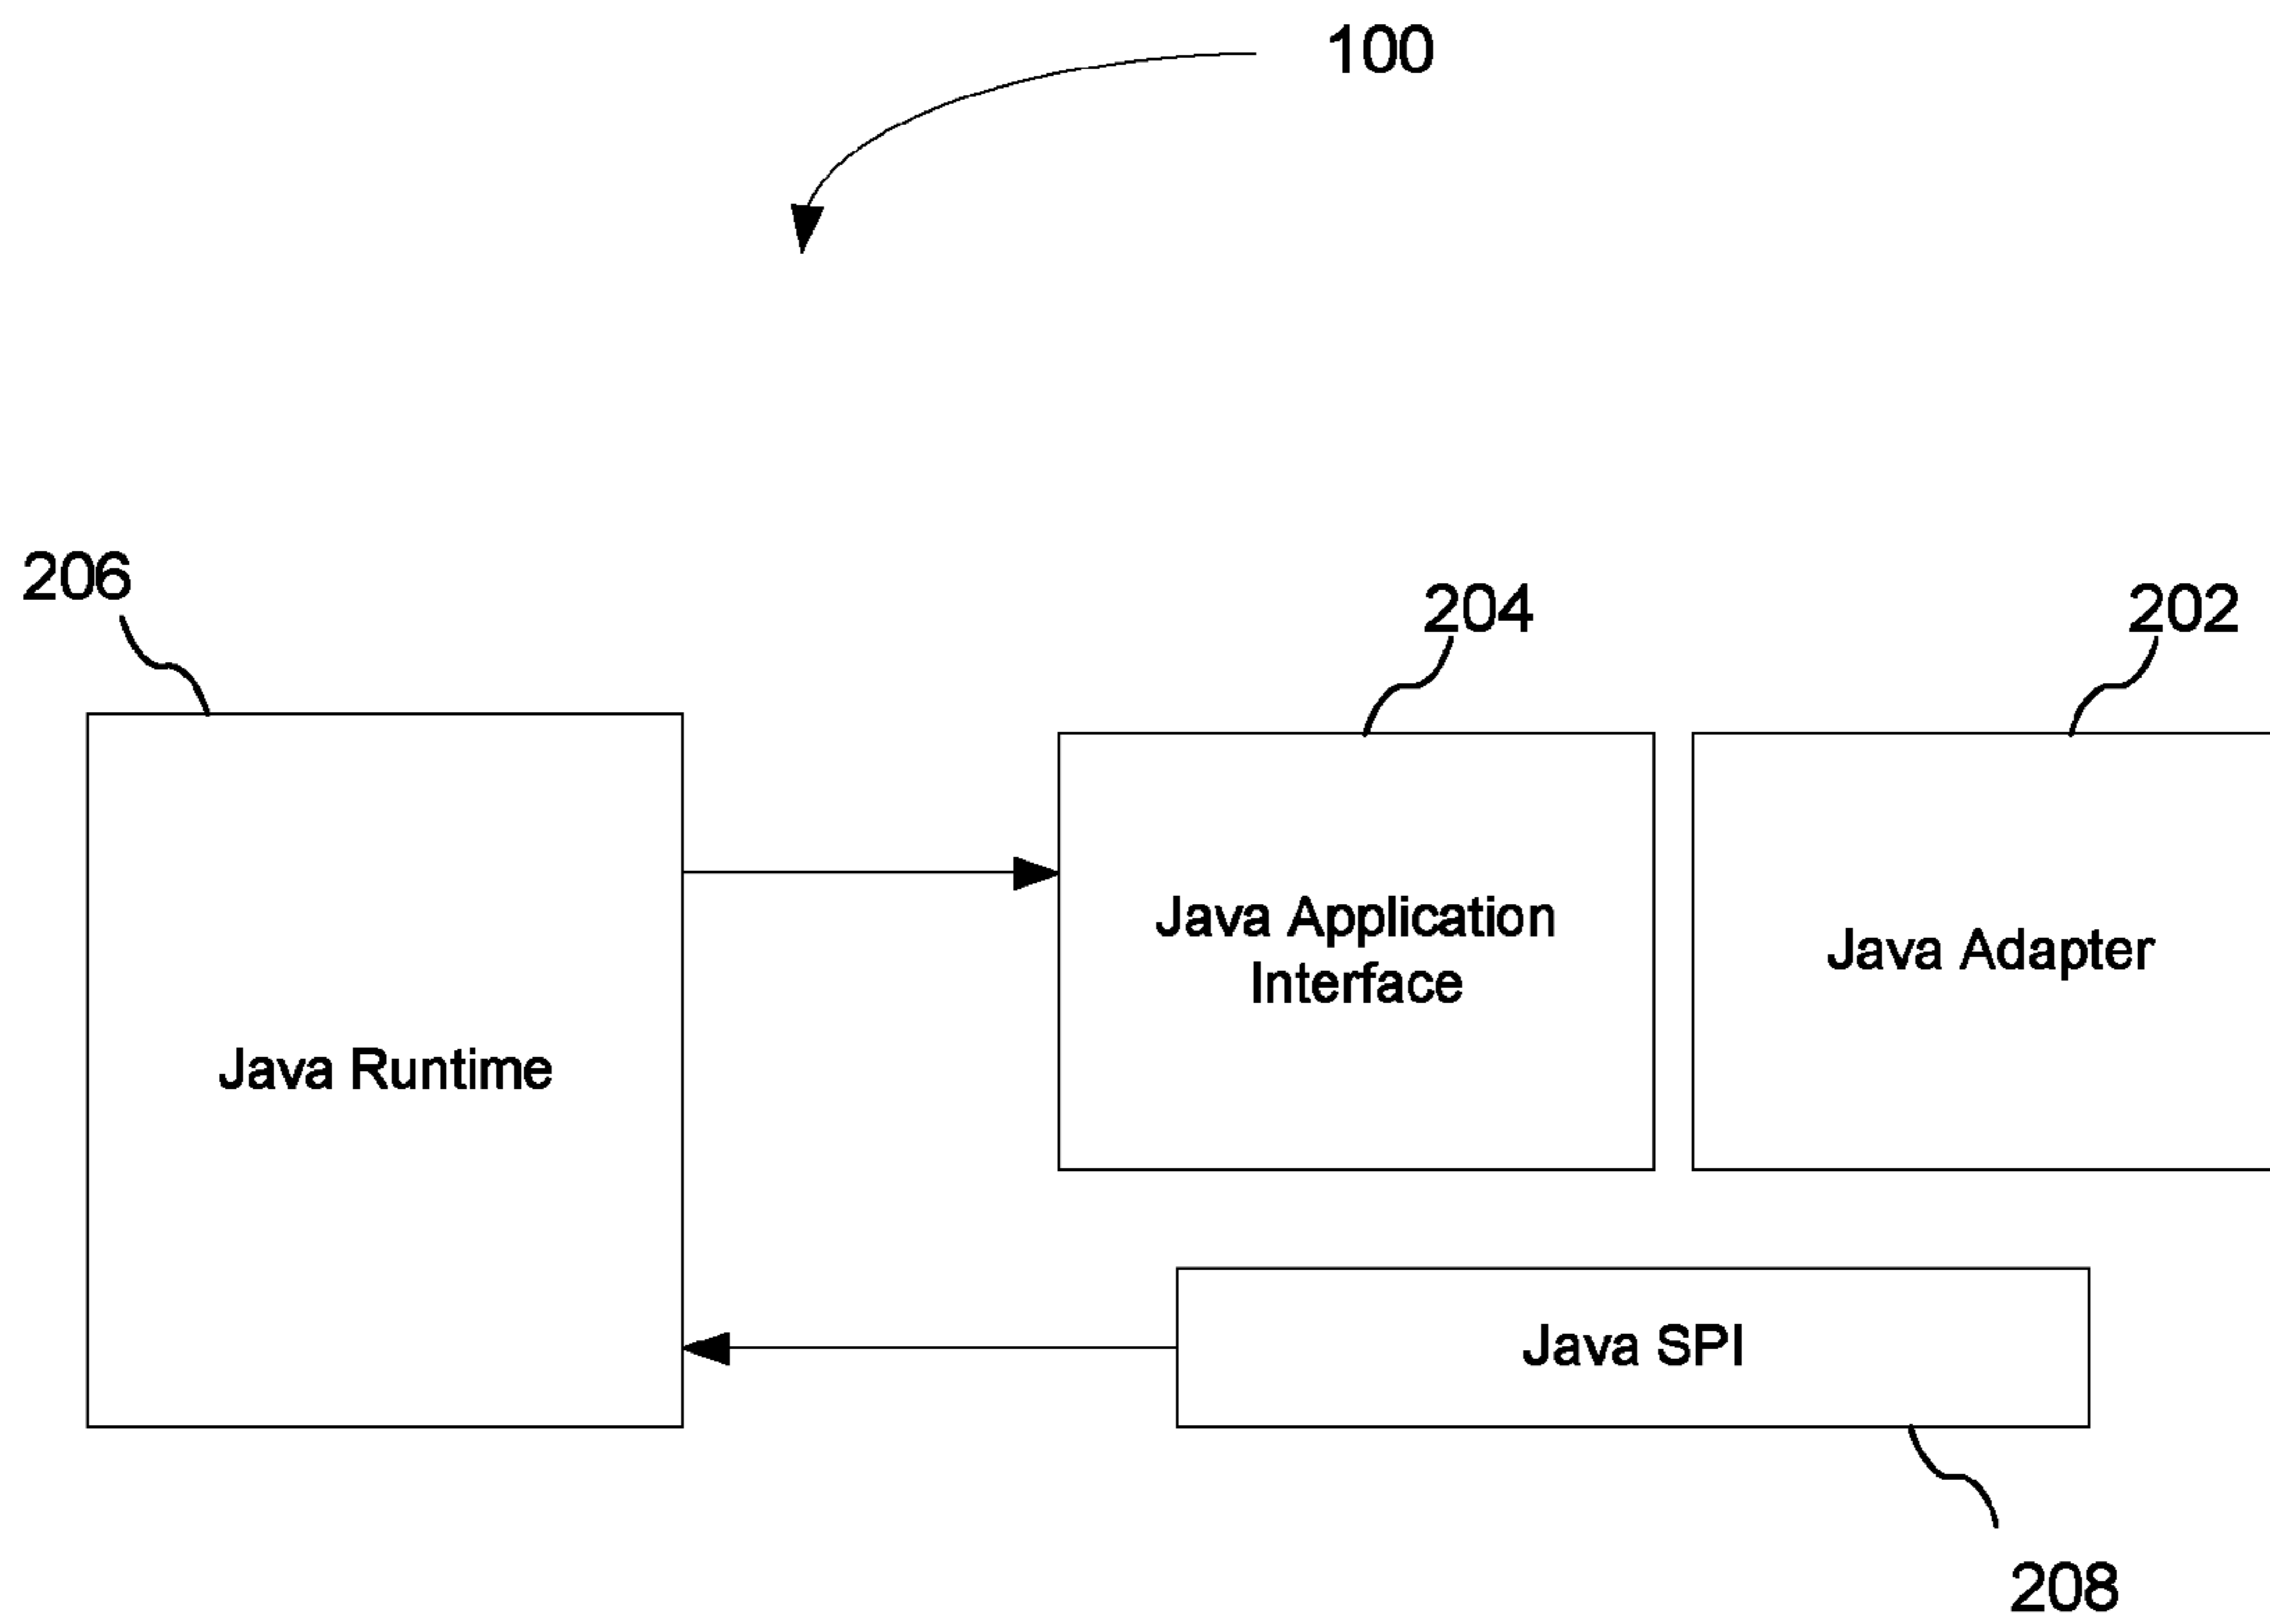 100
206
204
202
Java Application
Interface
Java Adapter
Java Runtime
Java SPI
208